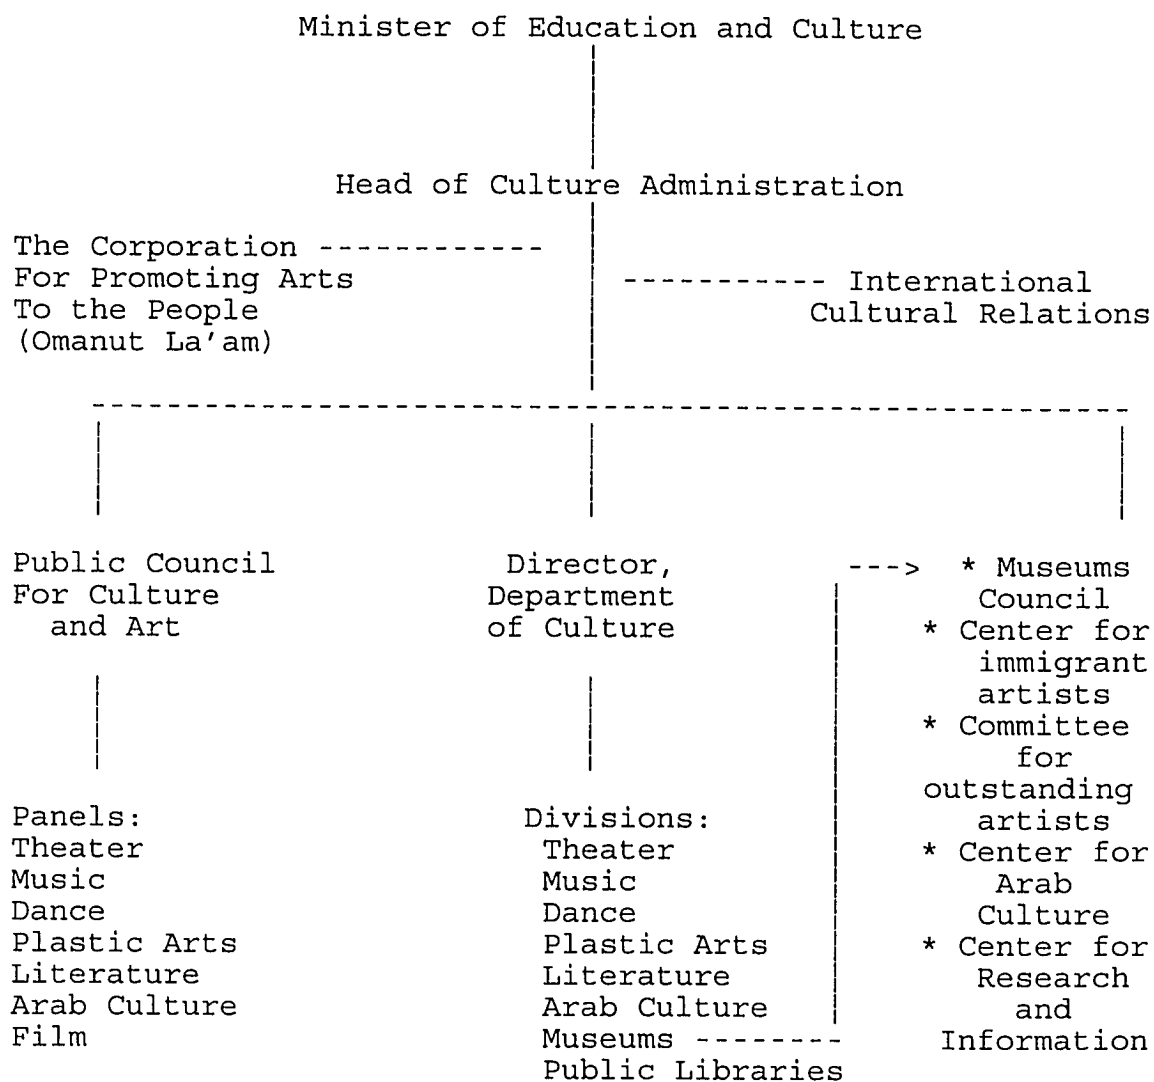 Minister of Education and Culture
Head of Culture Administration
The Corporation
For Promoting Arts
To the People
(Omanut La'am)
International
Cultural Relations
Public Council
For Culture
and Art
Director,
Department
of Culture
* Museums
Council
* Center for
immigrant
artists
* Committee
for
outstanding
artists
* Center for
Arab
Culture
* Center for
Research
and
Information
Panels:
Theater
Music
Dance
Plastic Arts
Literature
Arab Culture
Film
Divisions:
Theater
Music
Dance
Plastic Arts
Literature
Arab Culture
Museums
Public Libraries